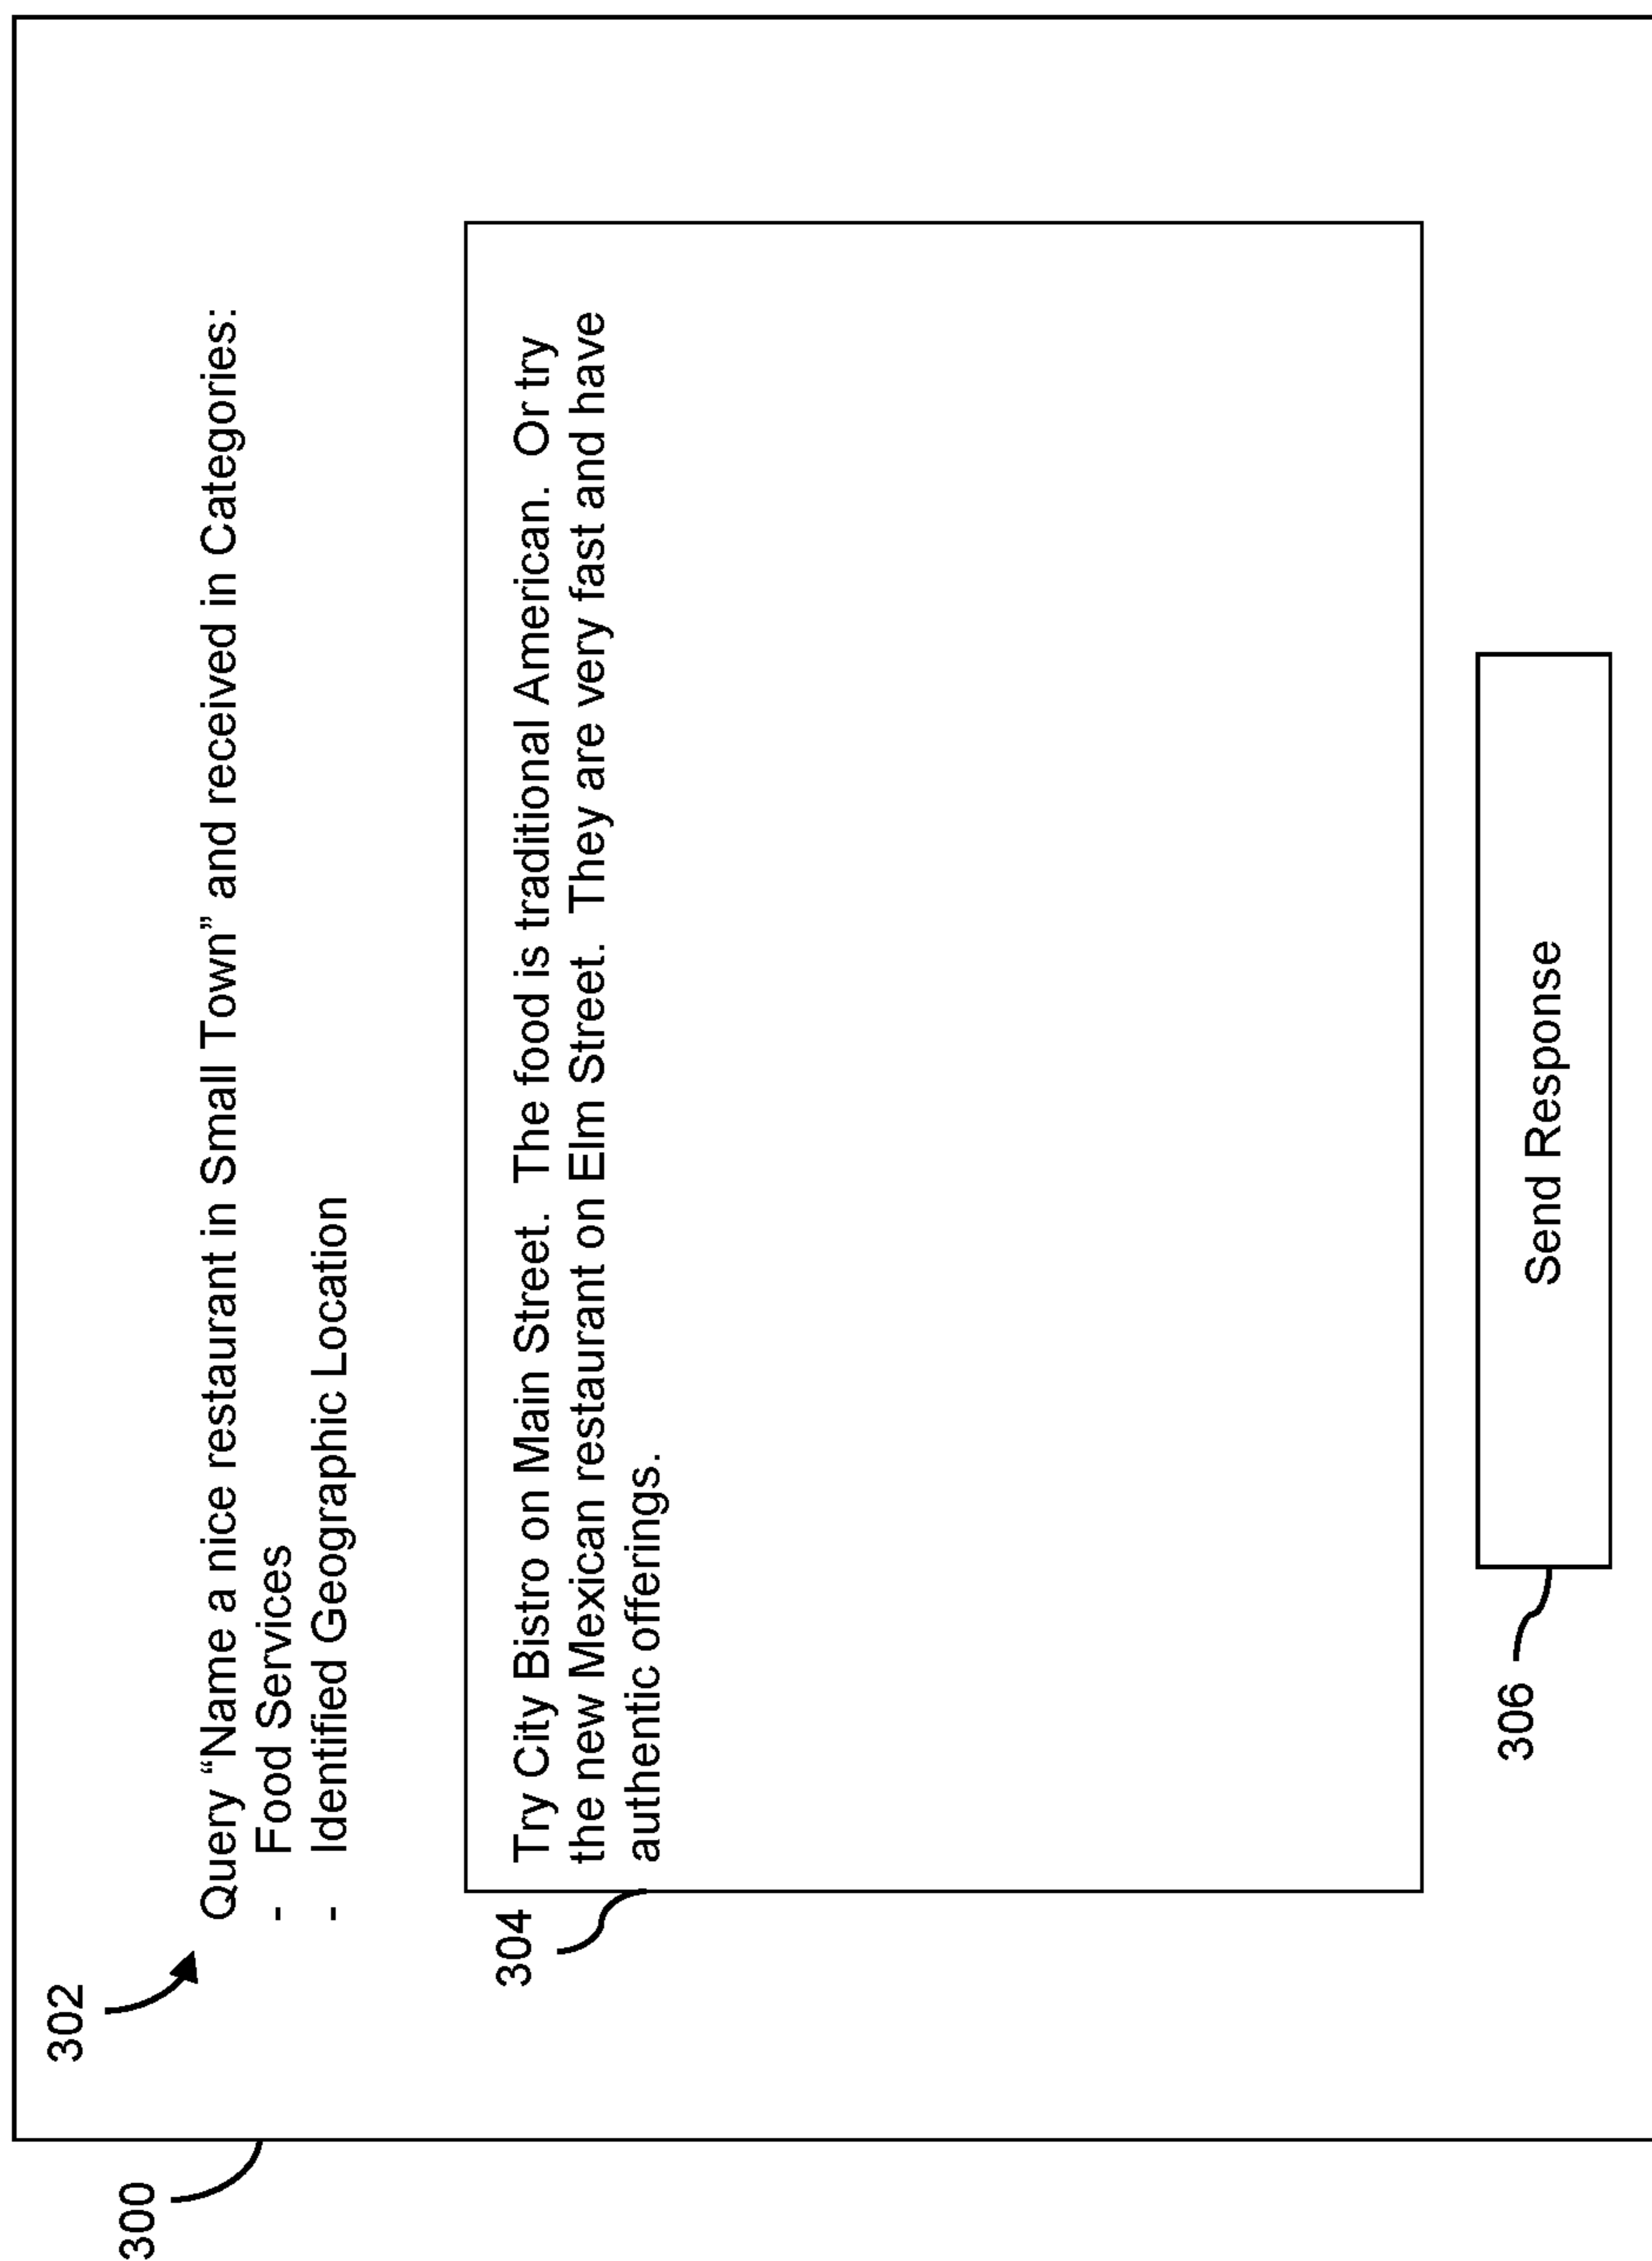 300
302
Query “Name a nice restaurant in Small Town” and received in Categories:
- Food Services
- Identified Geographic Location
304
Try City Bistro on Main Street. The food is traditional American. Or try
the new Mexican restaurant on Elm Street. They are very fast and have
authentic offerings.
306
Send Response